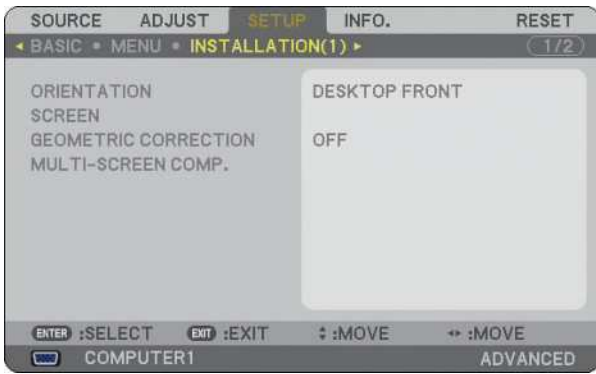 SOURCE ADJUST SETUP INFO. RESET
◂ BASIC • MENU • INSTALLATION(1) ▸ 1/2
ORIENTATION DESKTOP FRONT
SCREEN
GEOMETRIC CORRECTION OFF
MULTI-SCREEN COMP.
ENTER :SELECT EXIT :EXIT :MOVE :MOVE
COMPUTER1 ADVANCED